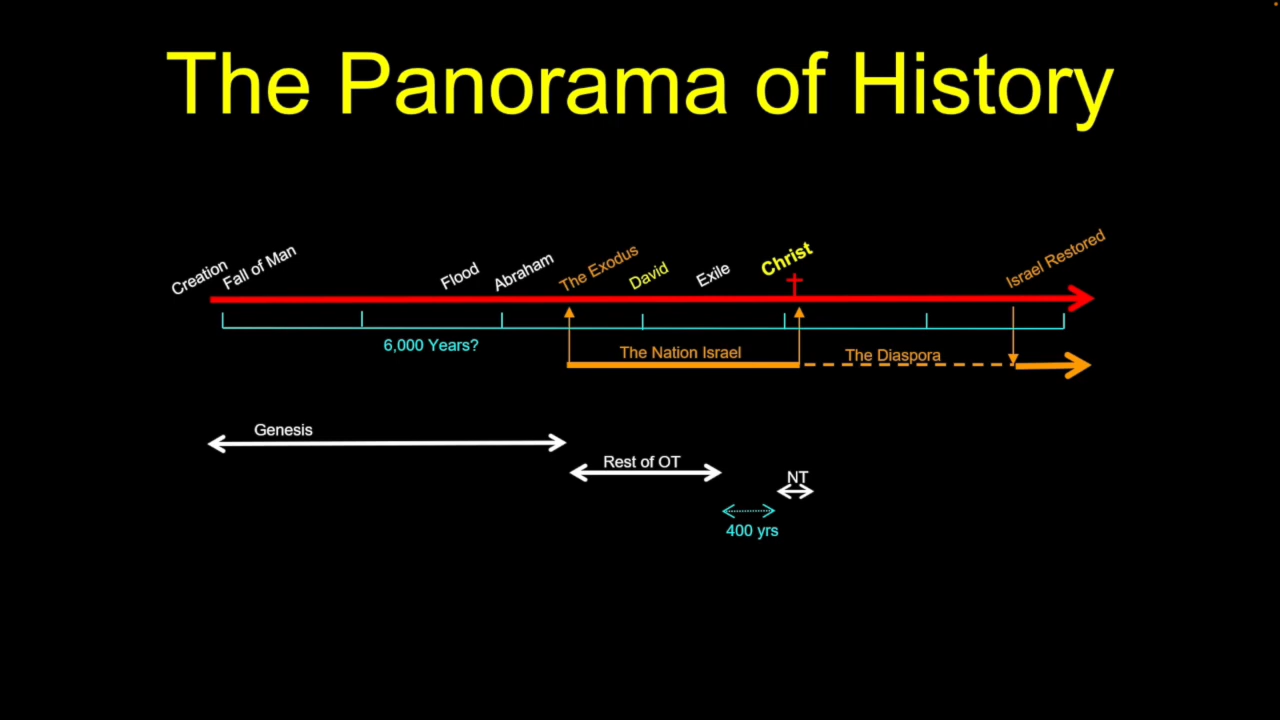 The Panorama of History
Creation
Fall of Man
Flood
Abraham
The Exodus
David
Exile
Christ
Israel Restored
6,000 Years?
The Nation Israel
The Diaspora
Genesis
Rest of OT
NT
400 yrs